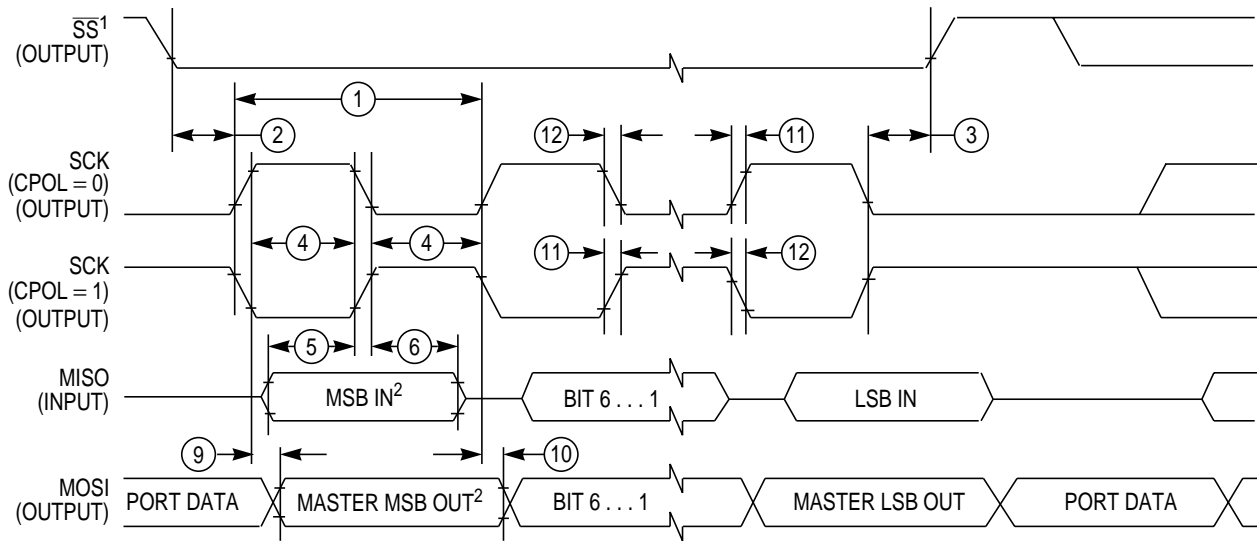 SS¹
(OUTPUT)
1
2
12
11
3
SCK
(CPOL = 0)
(OUTPUT)
4
4
SCK
(CPOL = 1)
(OUTPUT)
11
12
5
6
MISO
(INPUT)
MSB IN²
BIT 6 . . . 1
LSB IN
9
10
MOSI
(OUTPUT)
PORT DATA
MASTER MSB OUT²
BIT 6 . . . 1
MASTER LSB OUT
PORT DATA